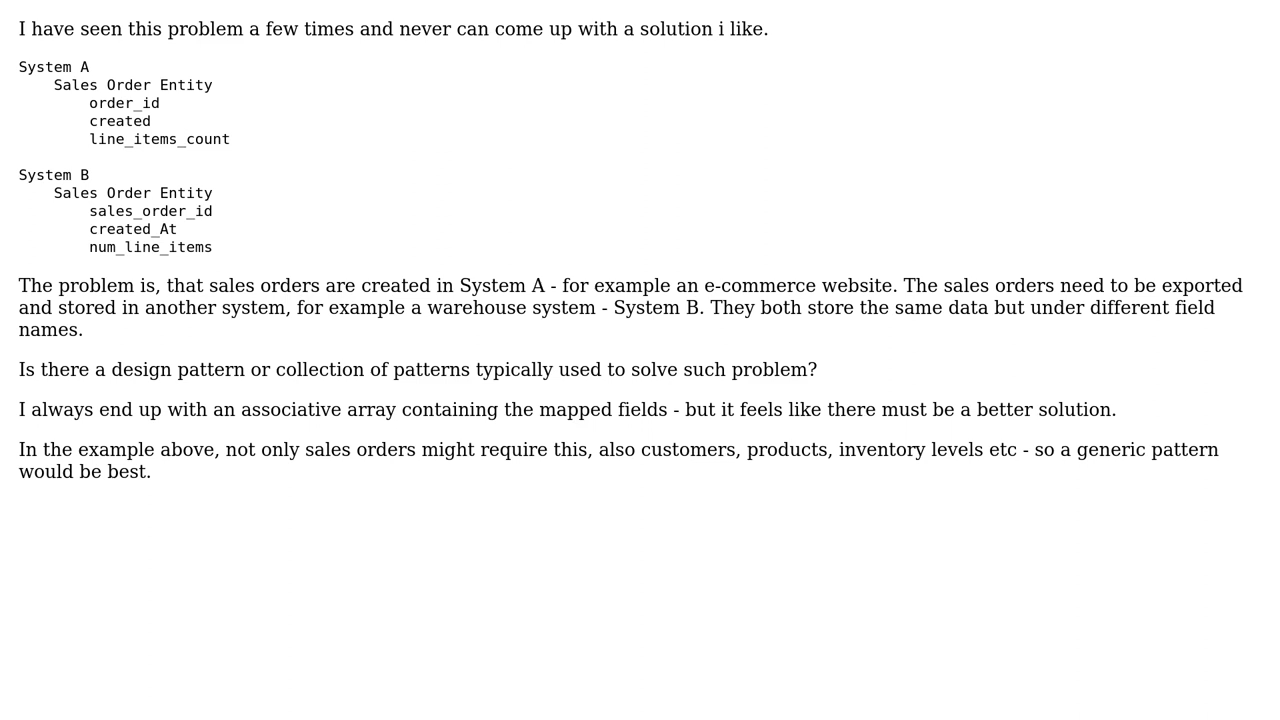 I have seen this problem a few times and never can come up with a solution i like.
System A
    Sales Order Entity
        order_id
        created
        line_items_count
System B
    Sales Order Entity
        sales_order_id
        created_At
        num_line_items
The problem is, that sales orders are created in System A - for example an e-commerce website. The sales orders need to be exported
and stored in another system, for example a warehouse system - System B. They both store the same data but under different field
names.
Is there a design pattern or collection of patterns typically used to solve such problem?
I always end up with an associative array containing the mapped fields - but it feels like there must be a better solution.
In the example above, not only sales orders might require this, also customers, products, inventory levels etc - so a generic pattern
would be best.